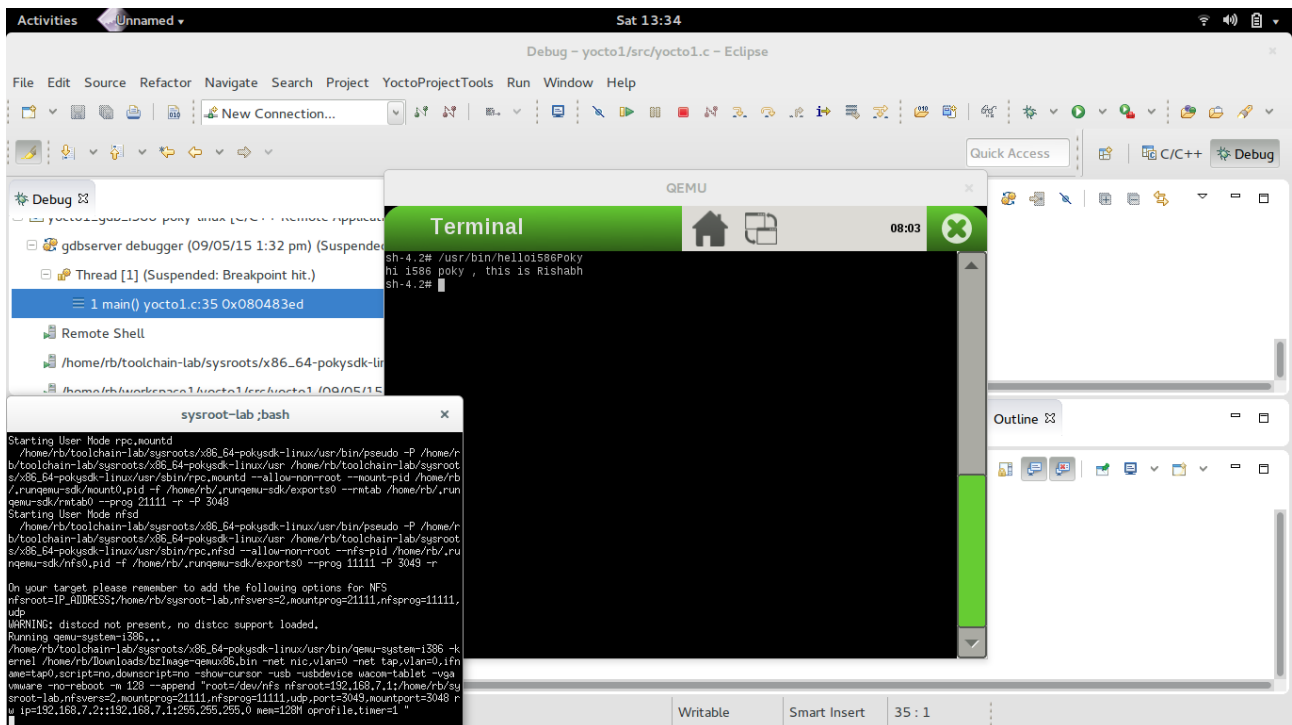 Activities Unnamed ▾ Sat 13:34
Debug – yocto1/src/yocto1.c – Eclipse
File Edit Source Refactor Navigate Search Project YoctoProjectTools Run Window Help
New Connection...
Quick Access C/C++ Debug
Debug
QEMU
gdbserver debugger (09/05/15 1:32 pm) (Suspended
Thread [1] (Suspended: Breakpoint hit.)
1 main() yocto1.c:35 0x080483ed
Remote Shell
/home/rb/toolchain-lab/sysroots/x86_64-pokysdk-lin
/home/rb/workspace1/yocto1/src/yocto1 (09/05/15
Terminal 08:03
sh-4.2# /usr/bin/helloi586Poky
hi i586 poky , this is Rishabh
sh-4.2#
Outline
sysroot-lab ;bash
Starting User Mode rpc.mountd
/home/rb/toolchain-lab/sysroots/x86_64-pokysdk-linux/usr/bin/pseudo -P /home/r
b/toolchain-lab/sysroots/x86_64-pokysdk-linux/usr /home/rb/toolchain-lab/sysroot
s/x86_64-pokysdk-linux/usr/sbin/rpc.mountd --allow-non-root --mount-pid /home/rb
/.runqemu-sdk/mount0.pid -f /home/rb/.runqemu-sdk/exports0 --rmtab /home/rb/.run
qemu-sdk/rmtab0 --prog 21111 -r -P 3048
Starting User Mode nfsd
/home/rb/toolchain-lab/sysroots/x86_64-pokysdk-linux/usr/bin/pseudo -P /home/r
b/toolchain-lab/sysroots/x86_64-pokysdk-linux/usr /home/rb/toolchain-lab/sysroot
s/x86_64-pokysdk-linux/usr/sbin/rpc.nfsd --allow-non-root --nfs-pid /home/rb/.ru
nqemu-sdk/nfs0.pid -f /home/rb/.runqemu-sdk/exports0 --prog 11111 -P 3049 -r
On your target please remember to add the following options for NFS
nfsroot=IP_ADDRESS:/home/rb/sysroot-lab,nfsvers=2,mountprog=21111,nfsprog=11111,
udp
WARNING: distccd not present, no distcc support loaded.
Running qemu-system-i386...
/home/rb/toolchain-lab/sysroots/x86_64-pokysdk-linux/usr/bin/qemu-system-i386 -k
ernel /home/rb/Downloads/bzImage-qemux86.bin -net nic,vlan=0 -net tap,vlan=0,ifn
ame=tap0,script=no,downscript=no -show-cursor -usb -usbdevice wacom-tablet -vga
vmware -no-reboot -m 128 --append "root=/dev/nfs nfsroot=192.168.7.1:/home/rb/sy
sroot-lab,nfsvers=2,mountprog=21111,nfsprog=11111,udp,port=3049,mountport=3048 r
w ip=192.168.7.2::192.168.7.1:255.255.255.0 mem=128M oprofile.timer=1 "
Writable Smart Insert 35 : 1